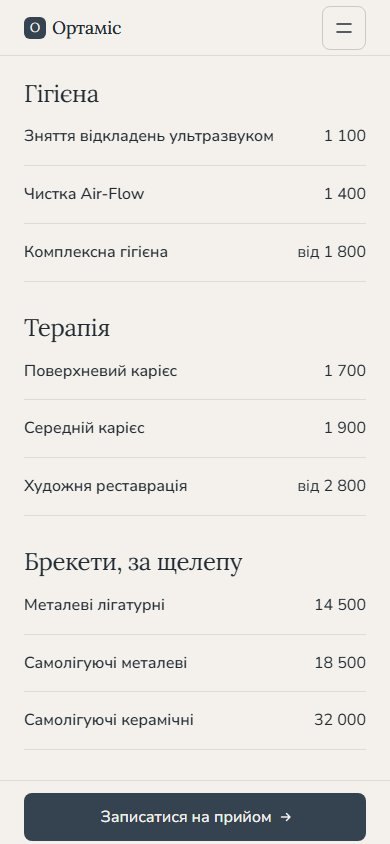 О Ортаміс
Гігієна
Зняття відкладень ультразвуком 1 100
Чистка Air-Flow 1 400
Комплексна гігієна від 1 800
Терапія
Поверхневий карієс 1 700
Середній карієс 1 900
Художня реставрація від 2 800
Брекети, за щелепу
Металеві лігатурні 14 500
Самолігуючі металеві 18 500
Самолігуючі керамічні 32 000
Записатися на прийом →